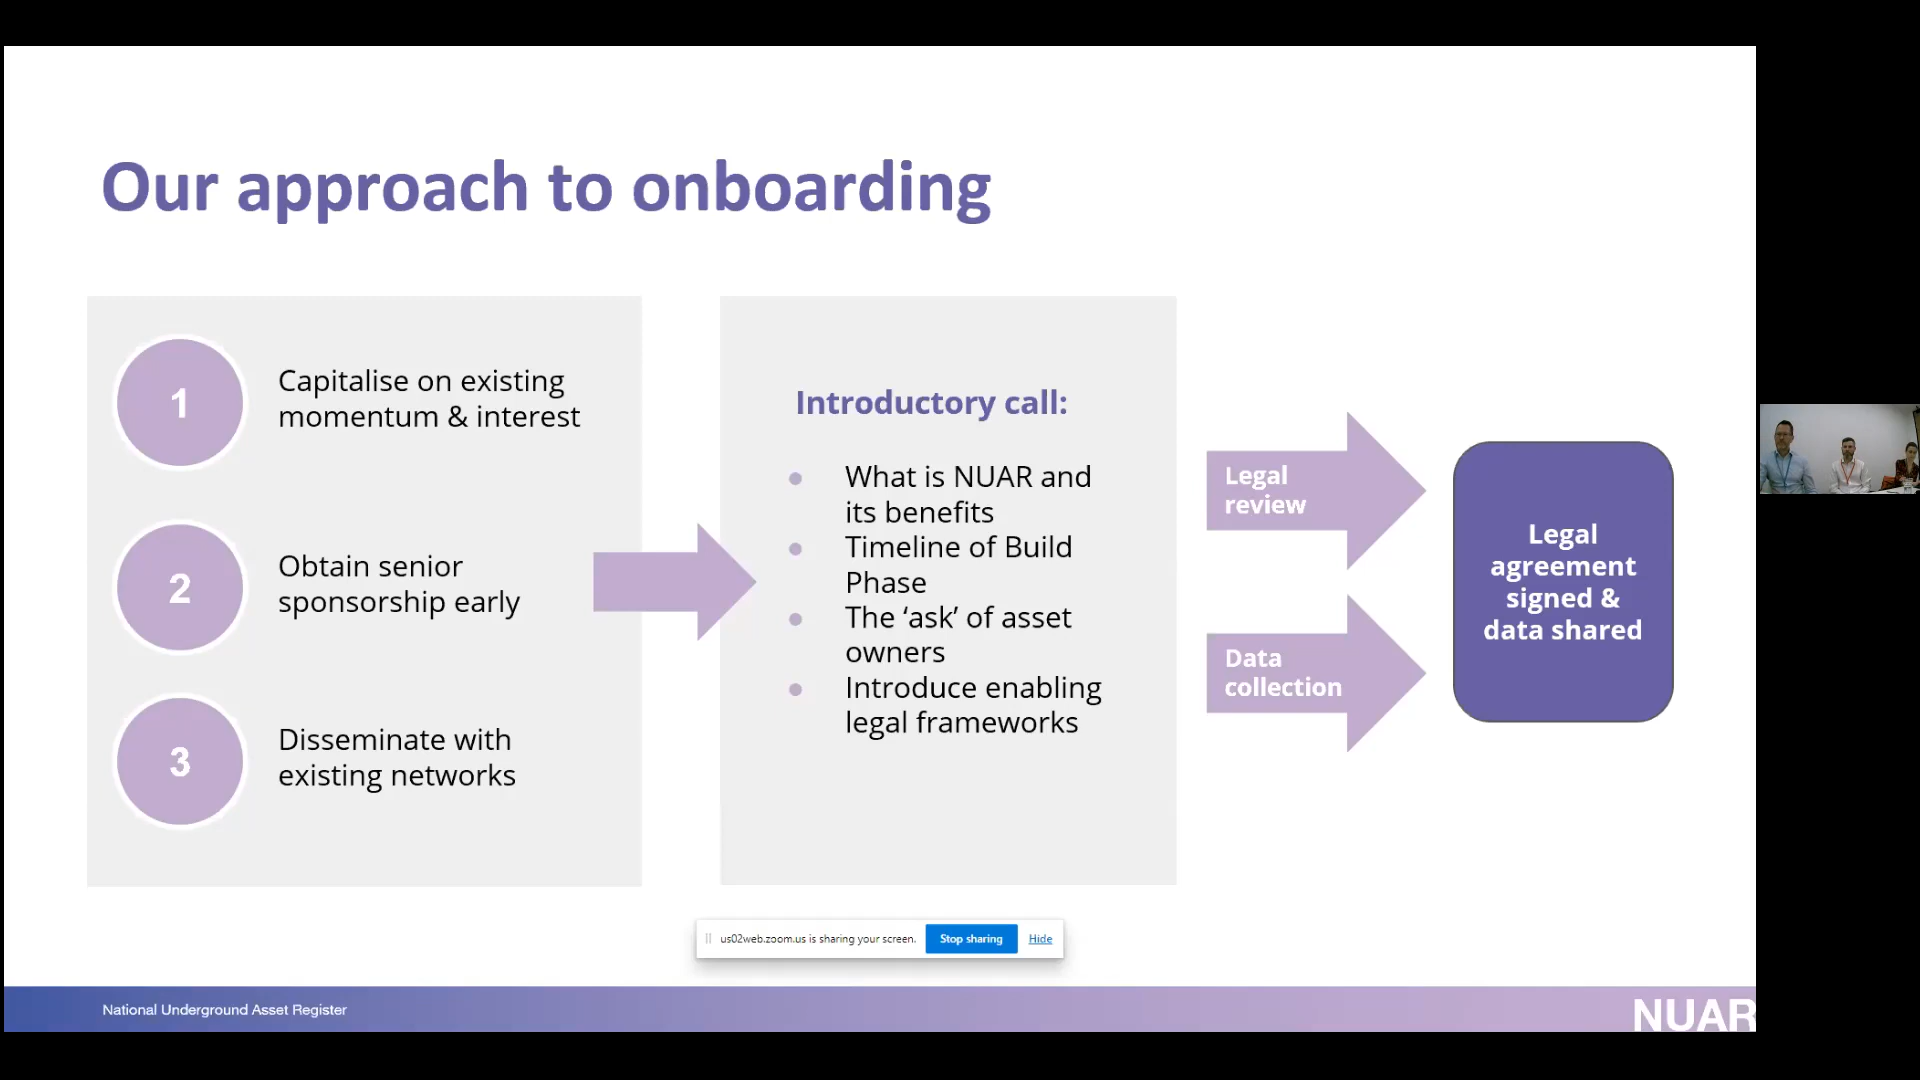 Our approach to onboarding
1
Capitalise on existing
momentum & interest
2
Obtain senior
sponsorship early
3
Disseminate with
existing networks
Introductory call:
What is NUAR and
its benefits
Timeline of Build
Phase
The ‘ask’ of asset
owners
Introduce enabling
legal frameworks
Legal
review
Data
collection
Legal
agreement
signed &
data shared
us02web.zoom.us is sharing your screen.
Stop sharing
Hide
National Underground Asset Register
NUAR